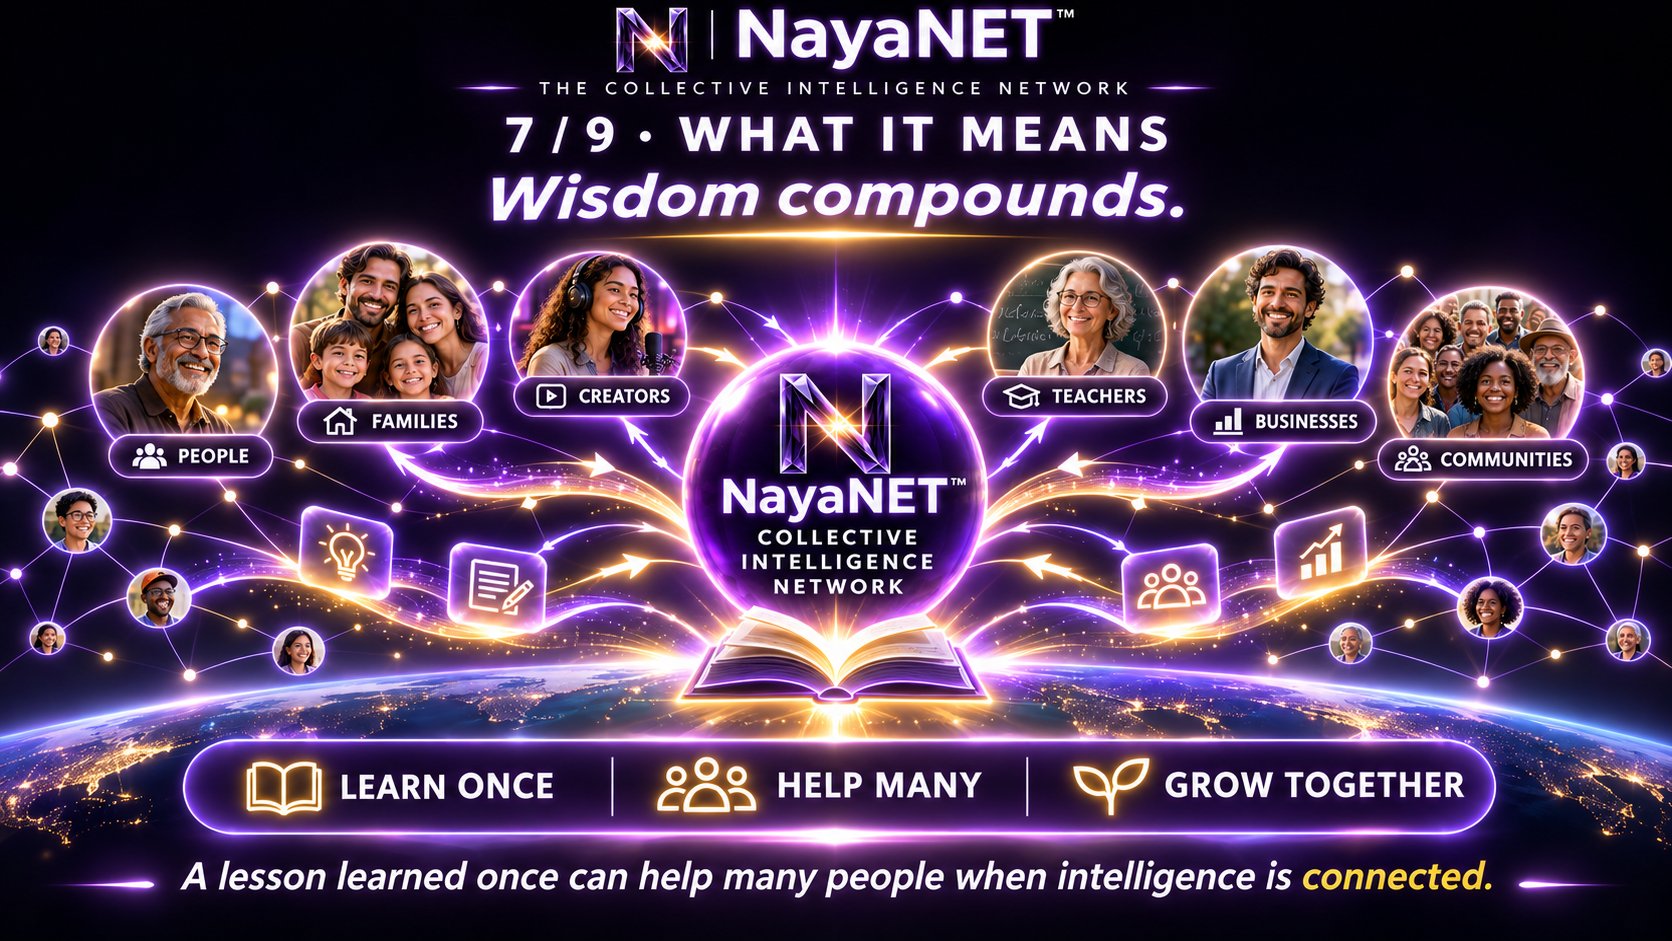 N | NayaNET™
THE COLLECTIVE INTELLIGENCE NETWORK
7 / 9 · WHAT IT MEANS
Wisdom compounds.
PEOPLE
FAMILIES
CREATORS
TEACHERS
BUSINESSES
COMMUNITIES
N
NayaNET™
COLLECTIVE
INTELLIGENCE
NETWORK
LEARN ONCE
HELP MANY
GROW TOGETHER
A lesson learned once can help many people when intelligence is connected.